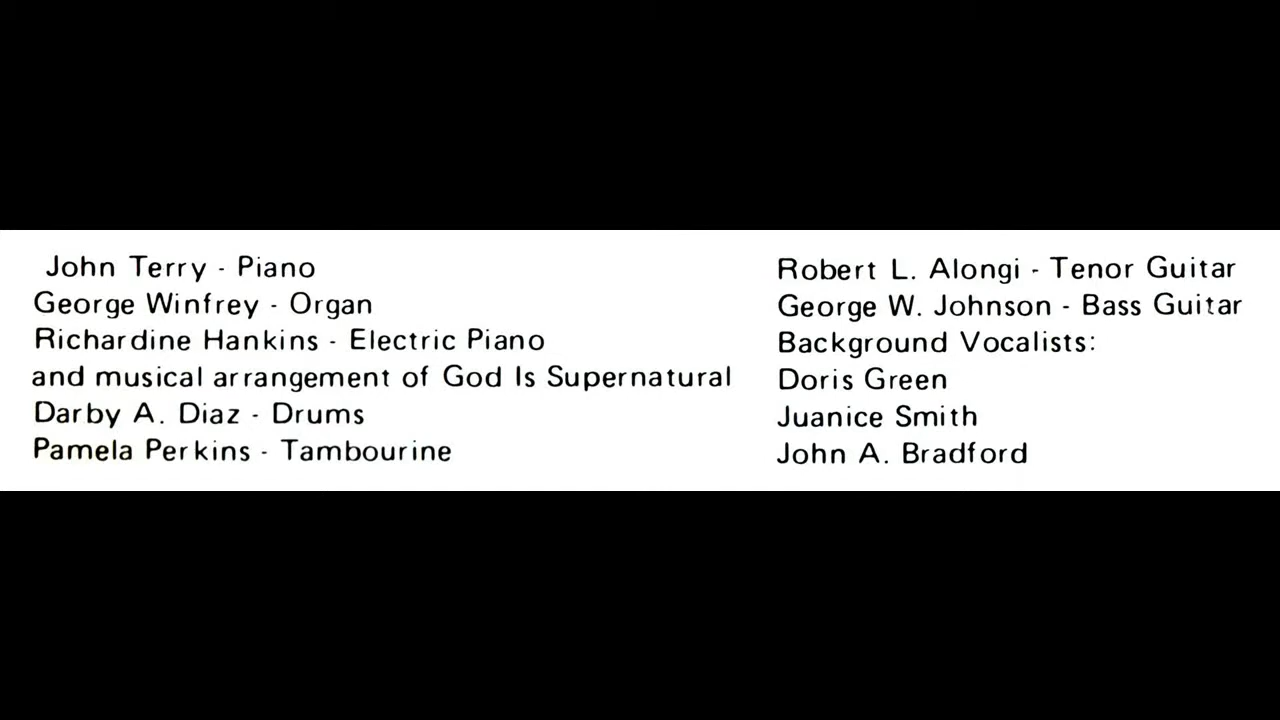 John Terry - Piano
George Winfrey - Organ
Richardine Hankins - Electric Piano
and musical arrangement of God Is Supernatural
Darby A. Diaz - Drums
Pamela Perkins - Tambourine
Robert L. Alongi - Tenor Guitar
George W. Johnson - Bass Guitar
Background Vocalists:
Doris Green
Juanice Smith
John A. Bradford